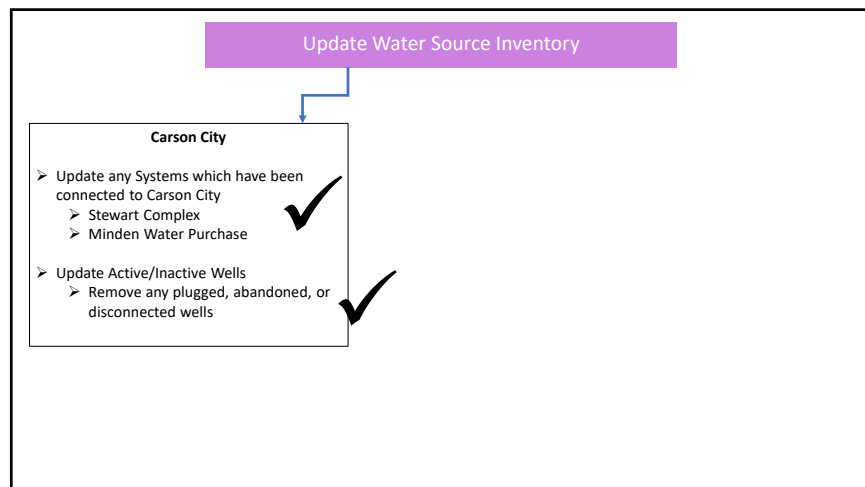 Update Water Source Inventory
Carson City
➢ Update any Systems which have been
connected to Carson City
➢ Stewart Complex
➢ Minden Water Purchase
➢ Update Active/Inactive Wells
➢ Remove any plugged, abandoned, or
disconnected wells